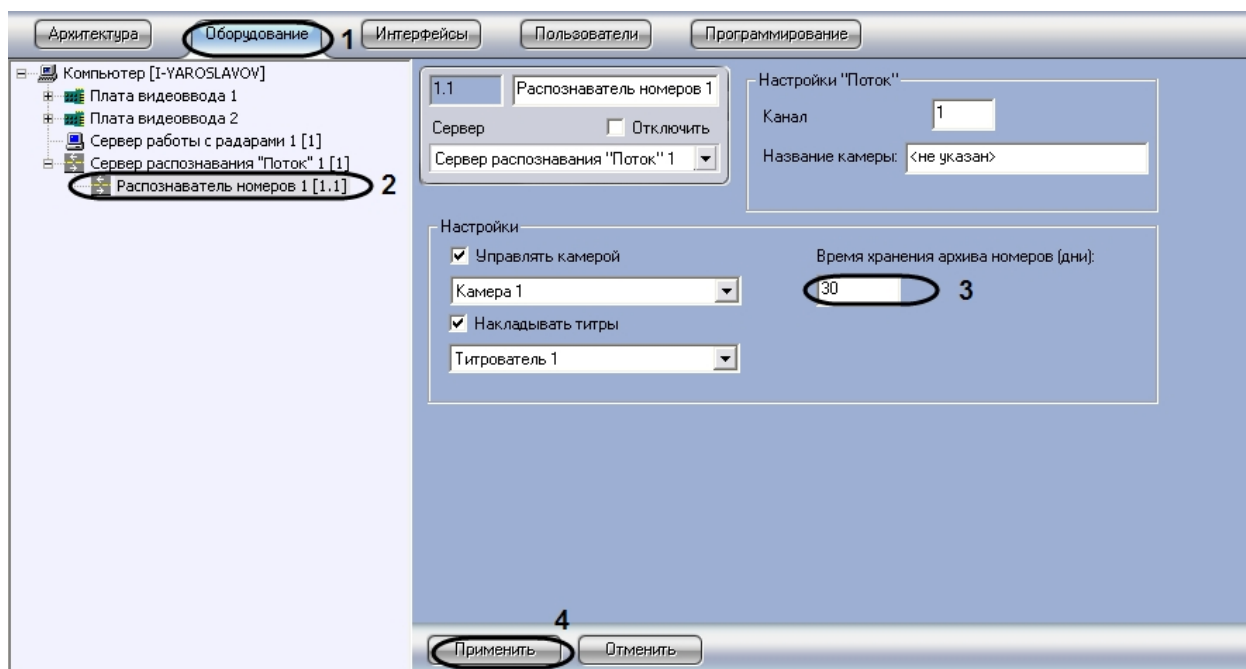 Архитектура
Оборудование
1
Интерфейсы
Пользователи
Программирование
Компьютер [I-YAROSLAVOV]
Плата видеоввода 1
Плата видеоввода 2
Сервер работы с радарами 1 [1]
Сервер распознавания "Поток" 1 [1]
Распознаватель номеров 1 [1.1]
2
1.1
Распознаватель номеров 1
Сервер
Отключить
Сервер распознавания "Поток" 1
Настройки "Поток"
Канал
1
Название камеры:
<не указан>
Настройки
Управлять камерой
Камера 1
Накладывать титры
Титрователь 1
Время хранения архива номеров (дни):
30
3
4
Применить
Отменить